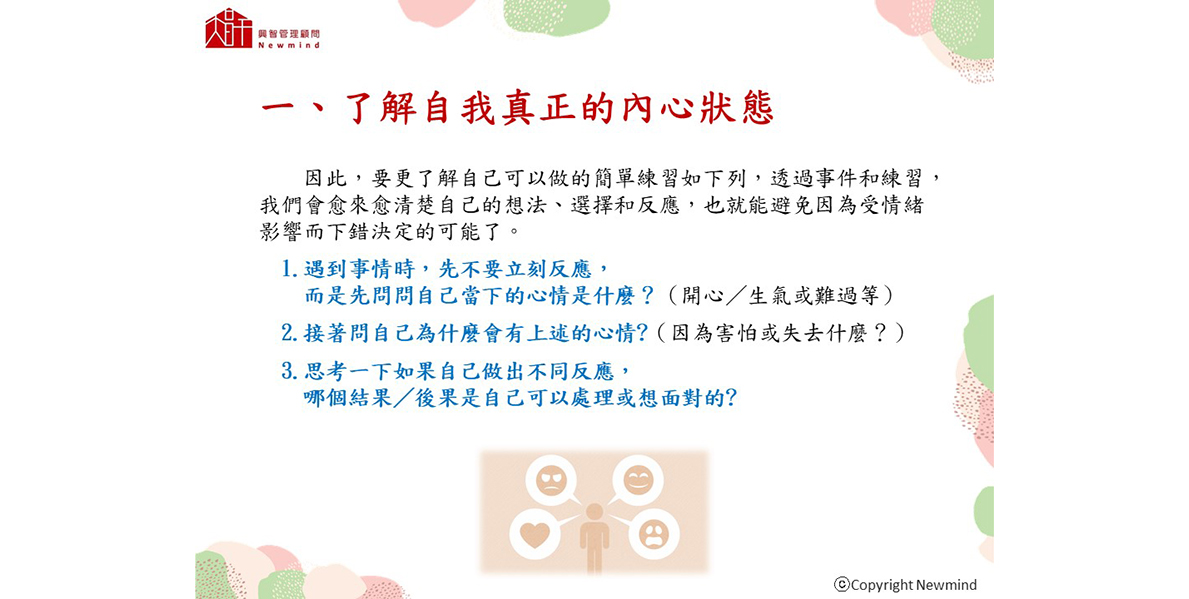 興智管理顧問
Newmind
一、了解自我真正的內心狀態
因此，要更了解自己可以做的簡單練習如下列，透過事件和練習，
我們會愈來愈清楚自己的想法、選擇和反應，也就能避免因為受情緒
影響而下錯決定的可能了。
1. 遇到事情時，先不要立刻反應，
而是先問問自己當下的心情是什麼？（開心／生氣或難過等）
2. 接著問自己為什麼會有上述的心情?（因為害怕或失去什麼？）
3. 思考一下如果自己做出不同反應，
哪個結果／後果是自己可以處理或想面對的?
©Copyright Newmind